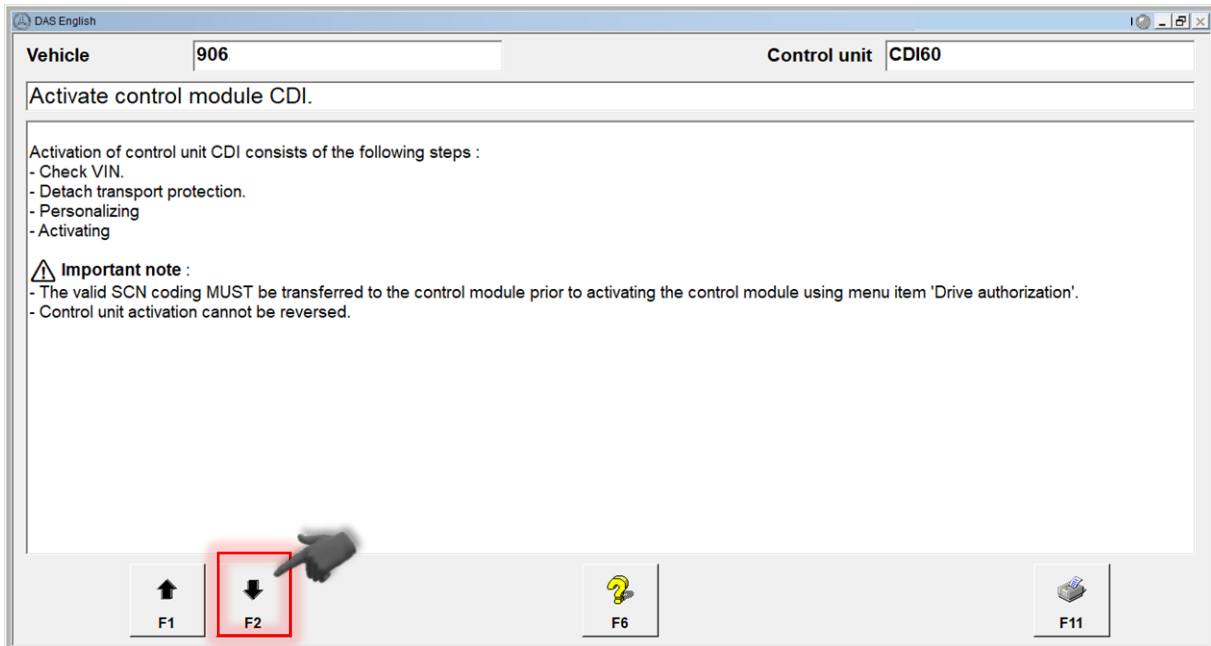 DAS English
Vehicle 906 Control unit CDI60
Activate control module CDI.
Activation of control unit CDI consists of the following steps :
- Check VIN.
- Detach transport protection.
- Personalizing
- Activating
Important note :
- The valid SCN coding MUST be transferred to the control module prior to activating the control module using menu item 'Drive authorization'.
- Control unit activation cannot be reversed.
F1 F2 F6 F11